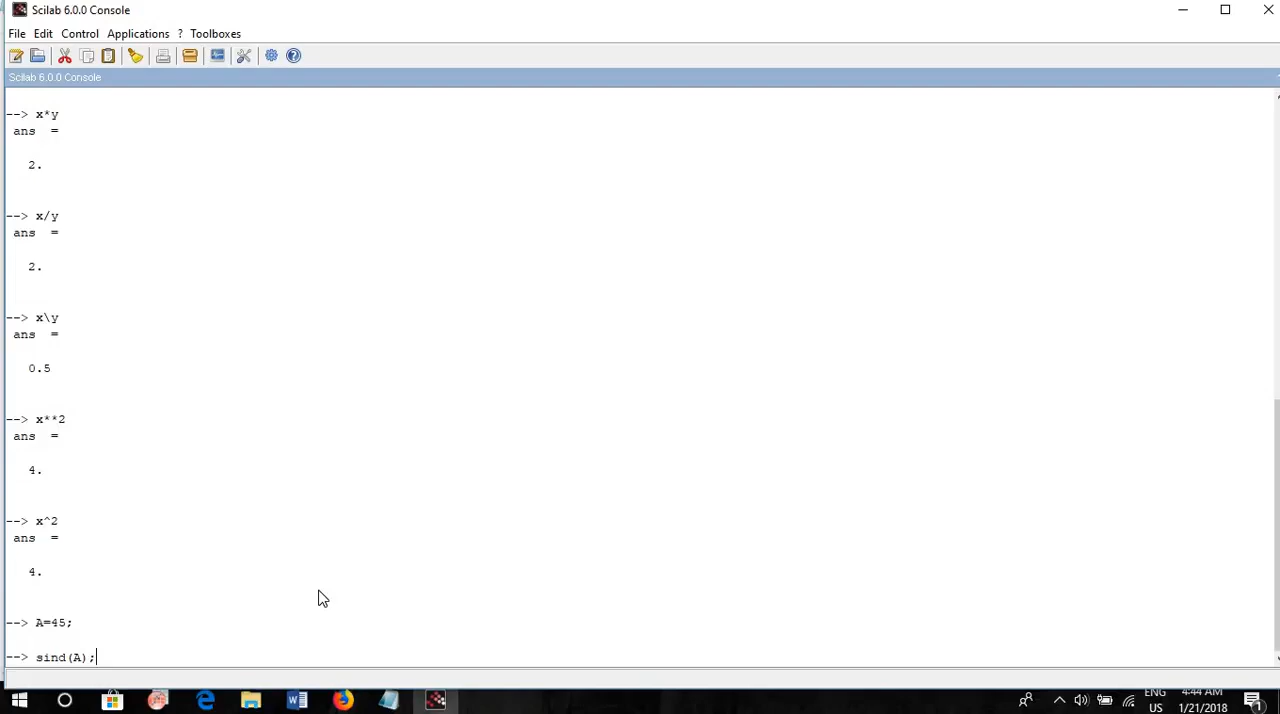 Scilab 6.0.0 Console
File Edit Control Applications ? Toolboxes
Scilab 6.0.0 Console
--> x*y
ans =
2.
--> x/y
ans =
2.
--> x\y
ans =
0.5
--> x**2
ans =
4.
--> x^2
ans =
4.
--> A=45;
--> sind(A);
ENG
4:44 AM
US
1/21/2018
1